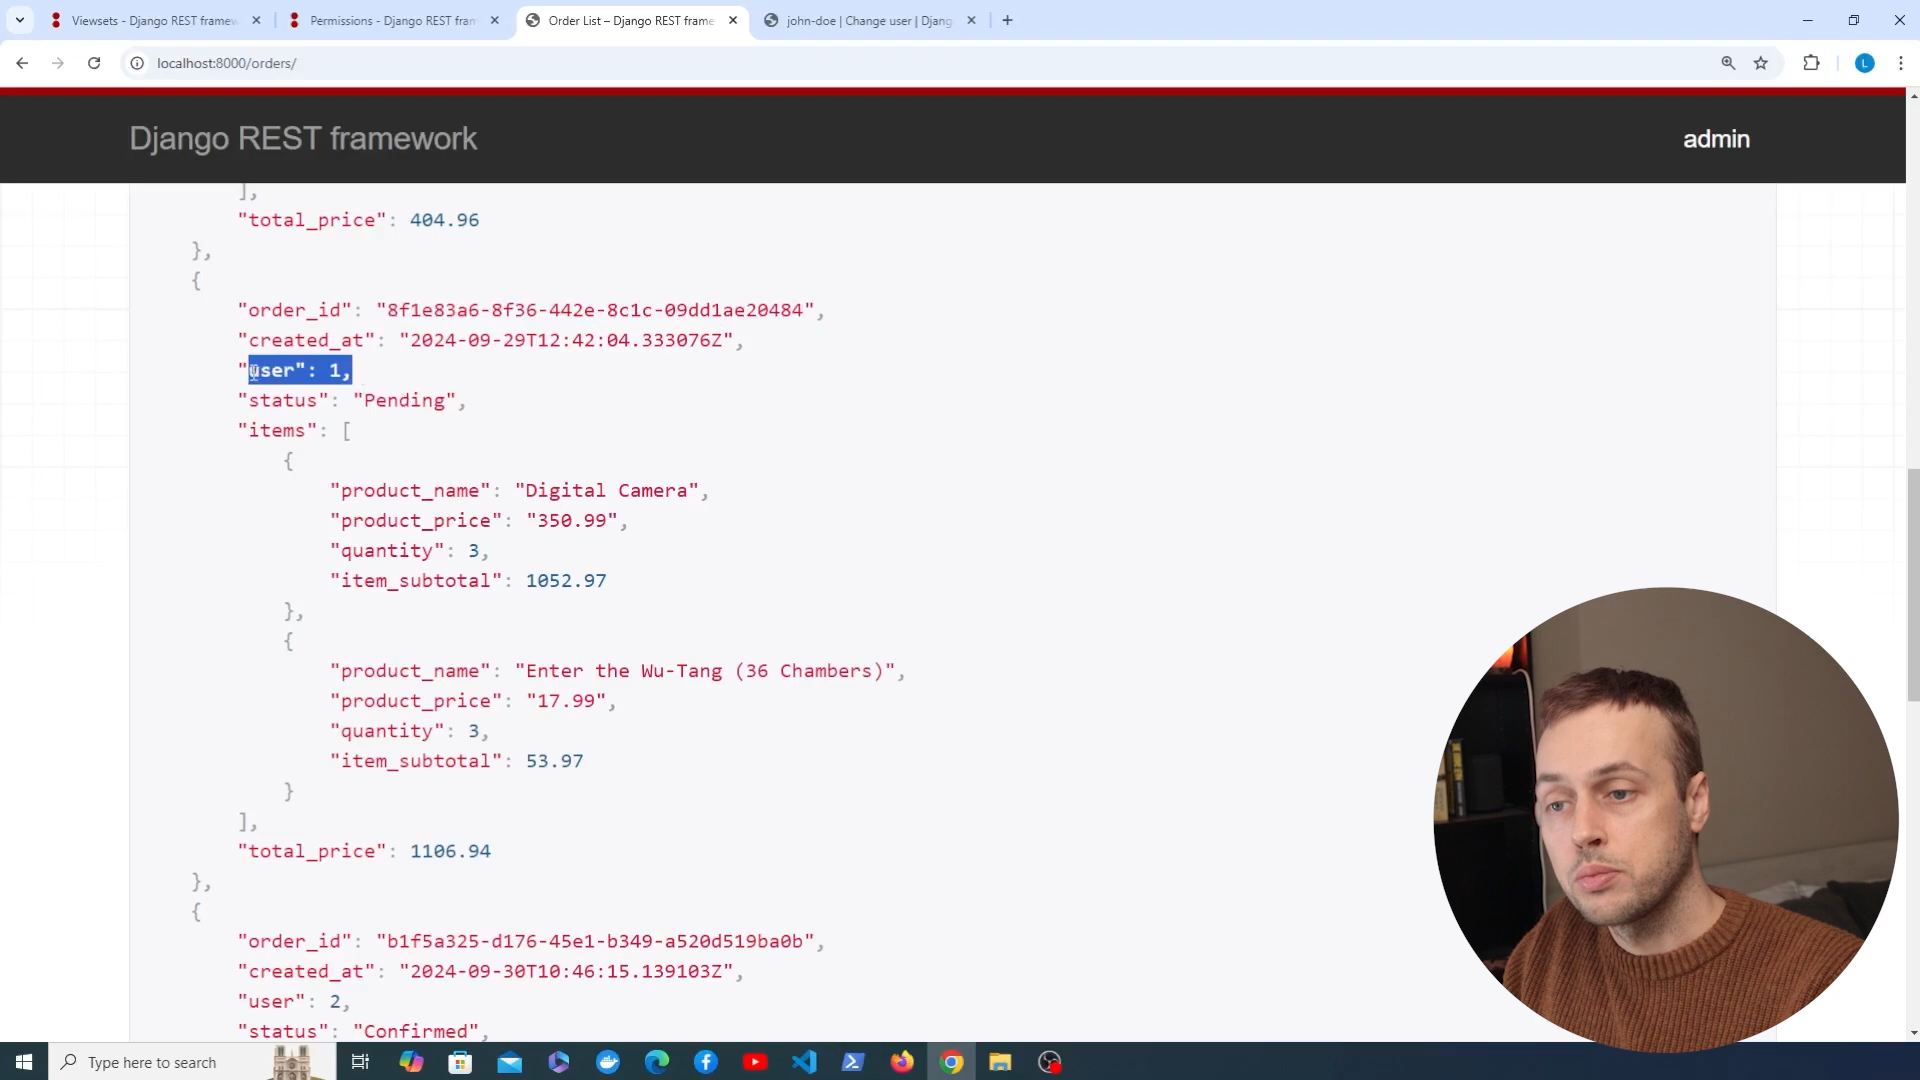 Viewsets - Django REST framew
Permissions - Django REST fram
Order List – Django REST frame
john-doe | Change user | Djang
localhost:8000/orders/
L
Django REST framework
admin
],
"total_price": 404.96
},
{
"order_id": "8f1e83a6-8f36-442e-8c1c-09dd1ae20484",
"created_at": "2024-09-29T12:42:04.333076Z",
"user": 1,
"status": "Pending",
"items": [
{
"product_name": "Digital Camera",
"product_price": "350.99",
"quantity": 3,
"item_subtotal": 1052.97
},
{
"product_name": "Enter the Wu-Tang (36 Chambers)",
"product_price": "17.99",
"quantity": 3,
"item_subtotal": 53.97
}
],
"total_price": 1106.94
},
{
"order_id": "b1f5a325-d176-45e1-b349-a520d519ba0b",
"created_at": "2024-09-30T10:46:15.139103Z",
"user": 2,
"status": "Confirmed",
Type here to search